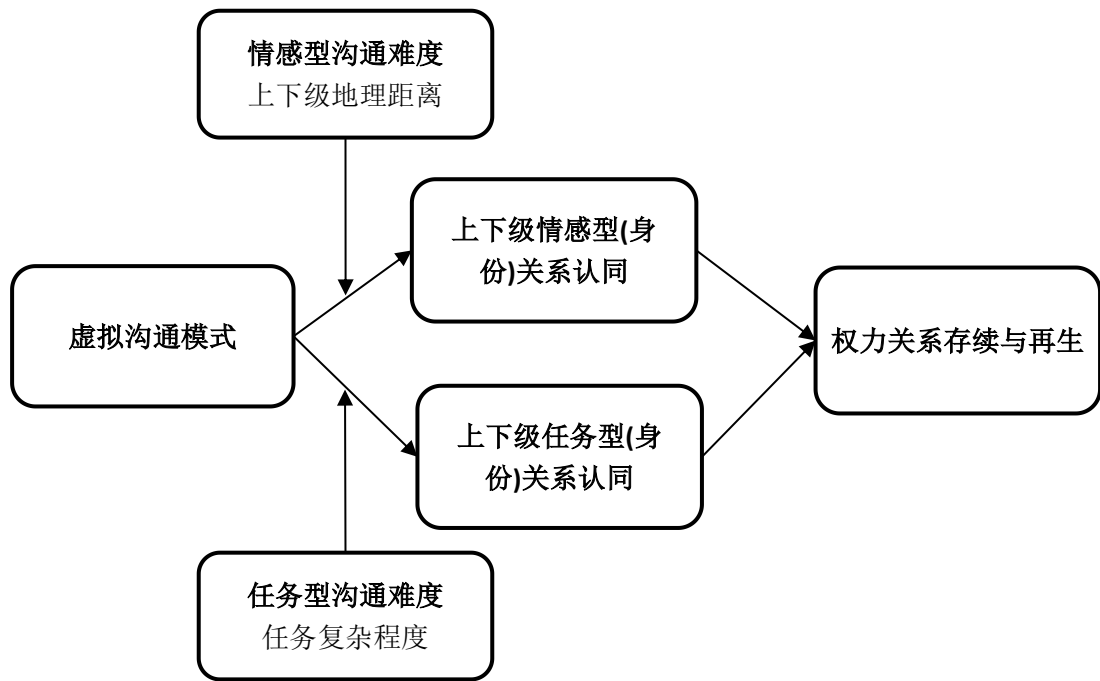 情感型沟通难度
上下级地理距离
上下级情感型(身
份)关系认同
虚拟沟通模式
权力关系存续与再生
上下级任务型(身
份)关系认同
任务型沟通难度
任务复杂程度